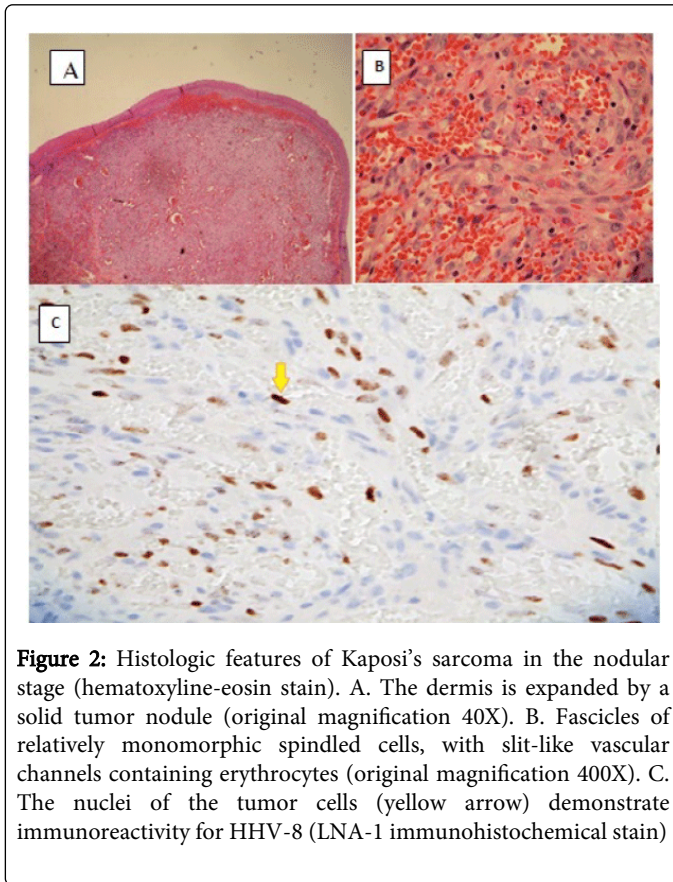 A
B
C
Figure 2: Histologic features of Kaposi's sarcoma in the nodular
stage (hematoxyline-eosin stain). A. The dermis is expanded by a
solid tumor nodule (original magnification 40X). B. Fascicles of
relatively monomorphic spindled cells, with slit-like vascular
channels containing erythrocytes (original magnification 400X). C.
The nuclei of the tumor cells (yellow arrow) demonstrate
immunoreactivity for HHV-8 (LNA-1 immunohistochemical stain)